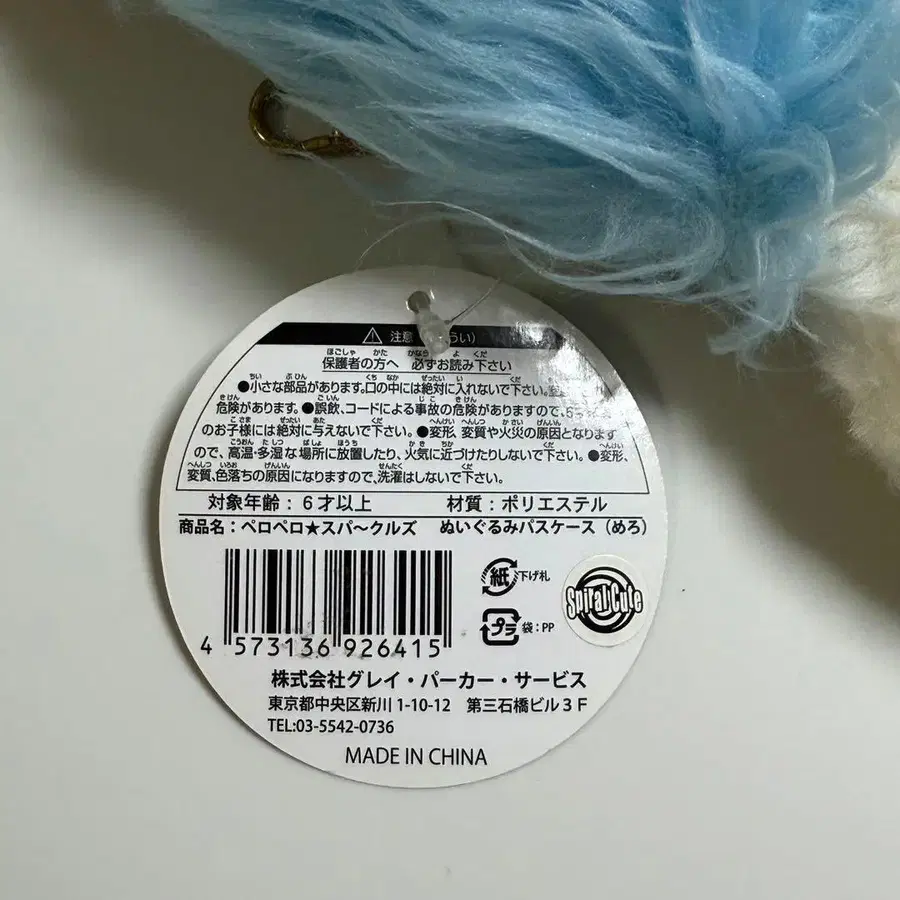 注意
保護者の方へ 必ずお読み下さい
●小さな部品があります。口の中には絶対に入れないで下さい。
危険があります。●誤飲、コードによる事故の危険がありますので、
のお子様には絶対に与えないで下さい。●変形、変質や火災の原因となります
ので、高温・多湿な場所に放置したり、火気に近づけたりしないで下さい。●変形、
変質、色落ちの原因になりますので、洗濯はしないで下さい。
対象年齢：6才以上 材質：ポリエステル
商品名：ペロペロ★スパ〜クルズ ぬいぐるみパスケース（めろ）
紙 下げ札
Spiral Cute
プラ 袋：PP
4 573136 926415
株式会社グレイ・パーカー・サービス
東京都中央区新川 1-10-12 第三石橋ビル３Ｆ
TEL:03-5542-0736
MADE IN CHINA